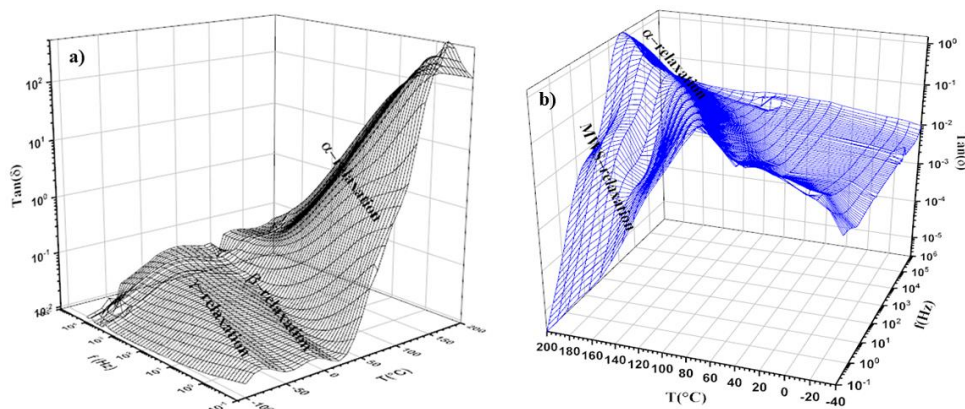 a)
10²
10¹
10⁰
10⁻¹
10⁻²
Tan(δ)
α−relaxation
β−relaxation
γ−relaxation
f (Hz)
-100
-50
0
50
100
150
200
T(°C)
b)
α−relaxation
MWS-relaxation
10⁰
10⁻¹
10⁻²
10⁻³
10⁻⁴
10⁻⁵
Tan(δ)
10⁶
10⁵
10⁴
10³
10²
10¹
10⁰
10⁻¹
f(Hz)
200 180 160 140 120 100 80 60 40 20 0 -20 -40
T(°C)